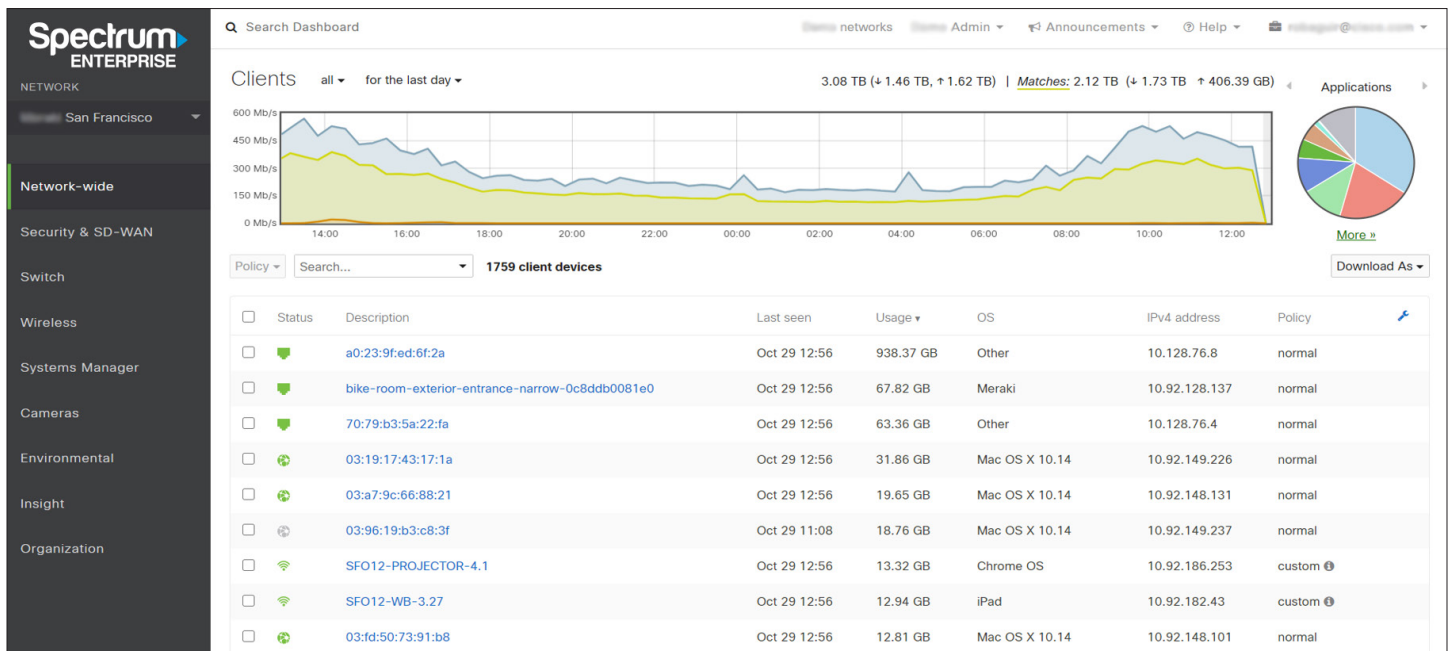 Spectrum
ENTERPRISE
NETWORK
San Francisco
Network-wide
Security & SD-WAN
Switch
Wireless
Systems Manager
Cameras
Environmental
Insight
Organization
Search Dashboard networks Admin Announcements Help
Clients all for the last day 3.08 TB (↓ 1.46 TB, ↑ 1.62 TB) | Matches: 2.12 TB (↓ 1.73 TB ↑ 406.39 GB) Applications
600 Mb/s
450 Mb/s
300 Mb/s
150 Mb/s
0 Mb/s
14:00 16:00 18:00 20:00 22:00 00:00 02:00 04:00 06:00 08:00 10:00 12:00
More »
Policy Search... 1759 client devices Download As
Status Description Last seen Usage OS IPv4 address Policy
a0:23:9f:ed:6f:2a Oct 29 12:56 938.37 GB Other 10.128.76.8 normal
bike-room-exterior-entrance-narrow-0c8ddb0081e0 Oct 29 12:56 67.82 GB Meraki 10.92.128.137 normal
70:79:b3:5a:22:fa Oct 29 12:56 63.36 GB Other 10.128.76.4 normal
03:19:17:43:17:1a Oct 29 12:56 31.86 GB Mac OS X 10.14 10.92.149.226 normal
03:a7:9c:66:88:21 Oct 29 12:56 19.65 GB Mac OS X 10.14 10.92.148.131 normal
03:96:19:b3:c8:3f Oct 29 11:08 18.76 GB Mac OS X 10.14 10.92.149.237 normal
SFO12-PROJECTOR-4.1 Oct 29 12:56 13.32 GB Chrome OS 10.92.186.253 custom
SFO12-WB-3.27 Oct 29 12:56 12.94 GB iPad 10.92.182.43 custom
03:fd:50:73:91:b8 Oct 29 12:56 12.81 GB Mac OS X 10.14 10.92.148.101 normal